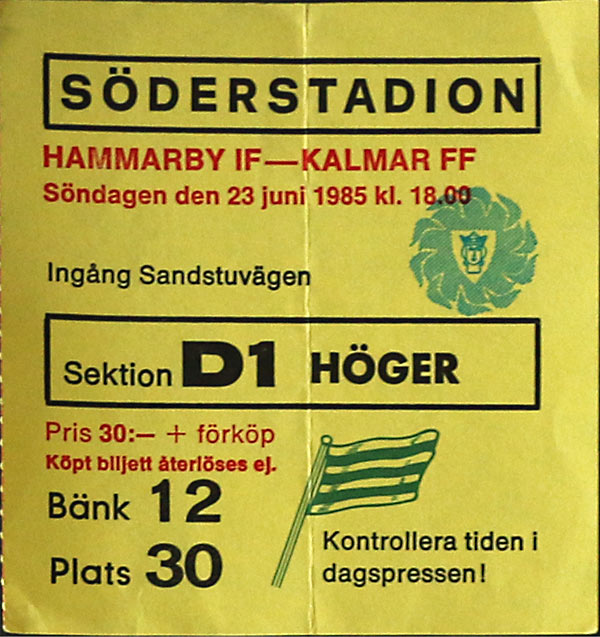 SÖDERSTADION
HAMMARBY IF—KALMAR FF
Söndagen den 23 juni 1985 kl. 18.00
Ingång Sandstuvägen
Sektion D1 HÖGER
Pris 30:— + förköp
Köpt biljett återlöses ej.
Bänk 12
Plats 30
Kontrollera tiden i
dagspressen!